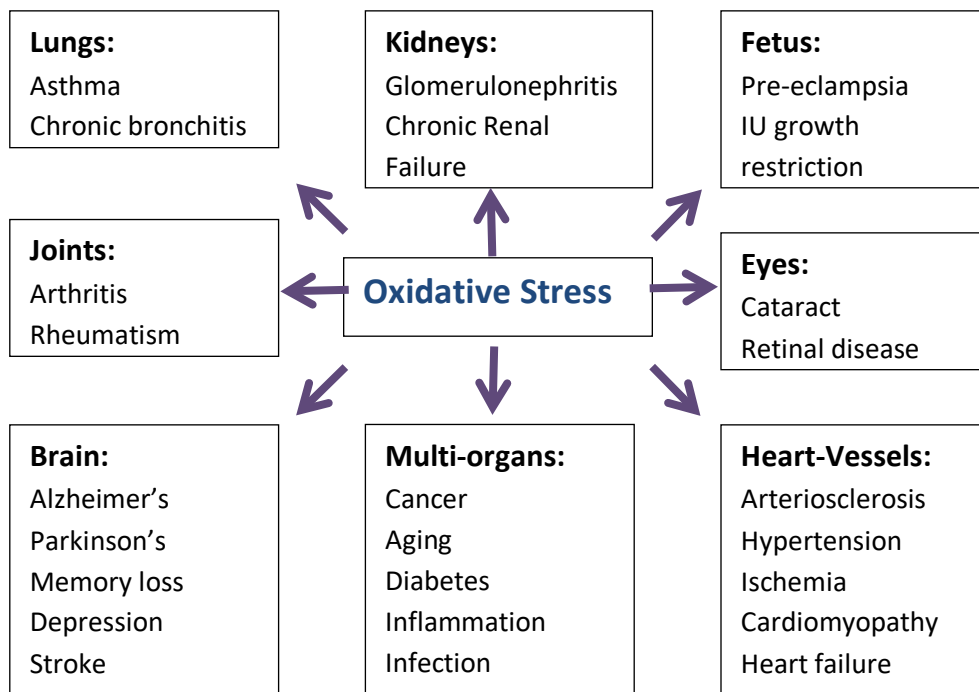 Lungs:
Asthma
Chronic bronchitis
Kidneys:
Glomerulonephritis
Chronic Renal
Failure
Fetus:
Pre-eclampsia
IU growth
restriction
Joints:
Arthritis
Rheumatism
Oxidative Stress
Eyes:
Cataract
Retinal disease
Brain:
Alzheimer’s
Parkinson’s
Memory loss
Depression
Stroke
Multi-organs:
Cancer
Aging
Diabetes
Inflammation
Infection
Heart-Vessels:
Arteriosclerosis
Hypertension
Ischemia
Cardiomyopathy
Heart failure